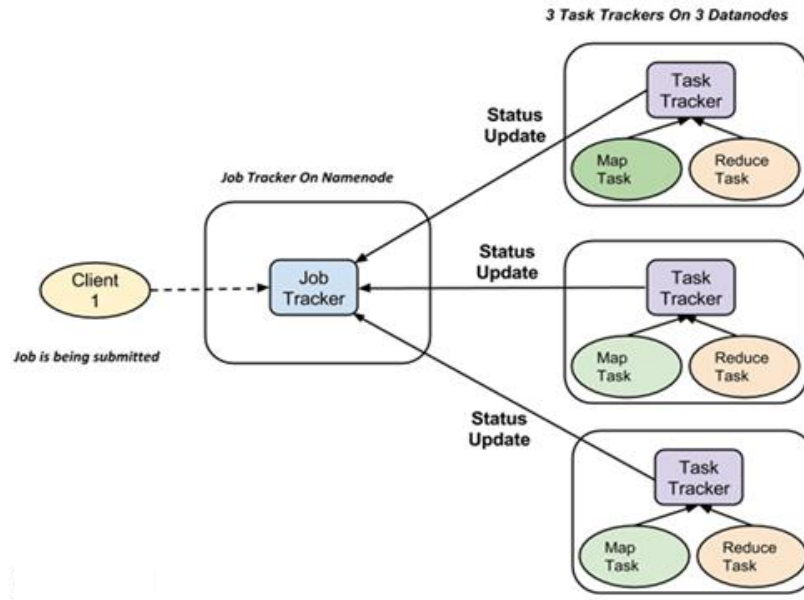 3 Task Trackers On 3 Datanodes
Task
Tracker
Status
Update
Map
Task
Reduce
Task
Job Tracker On Namenode
Client
1
Job
Tracker
Status
Update
Task
Tracker
Job is being submitted
Map
Task
Reduce
Task
Status
Update
Task
Tracker
Map
Task
Reduce
Task